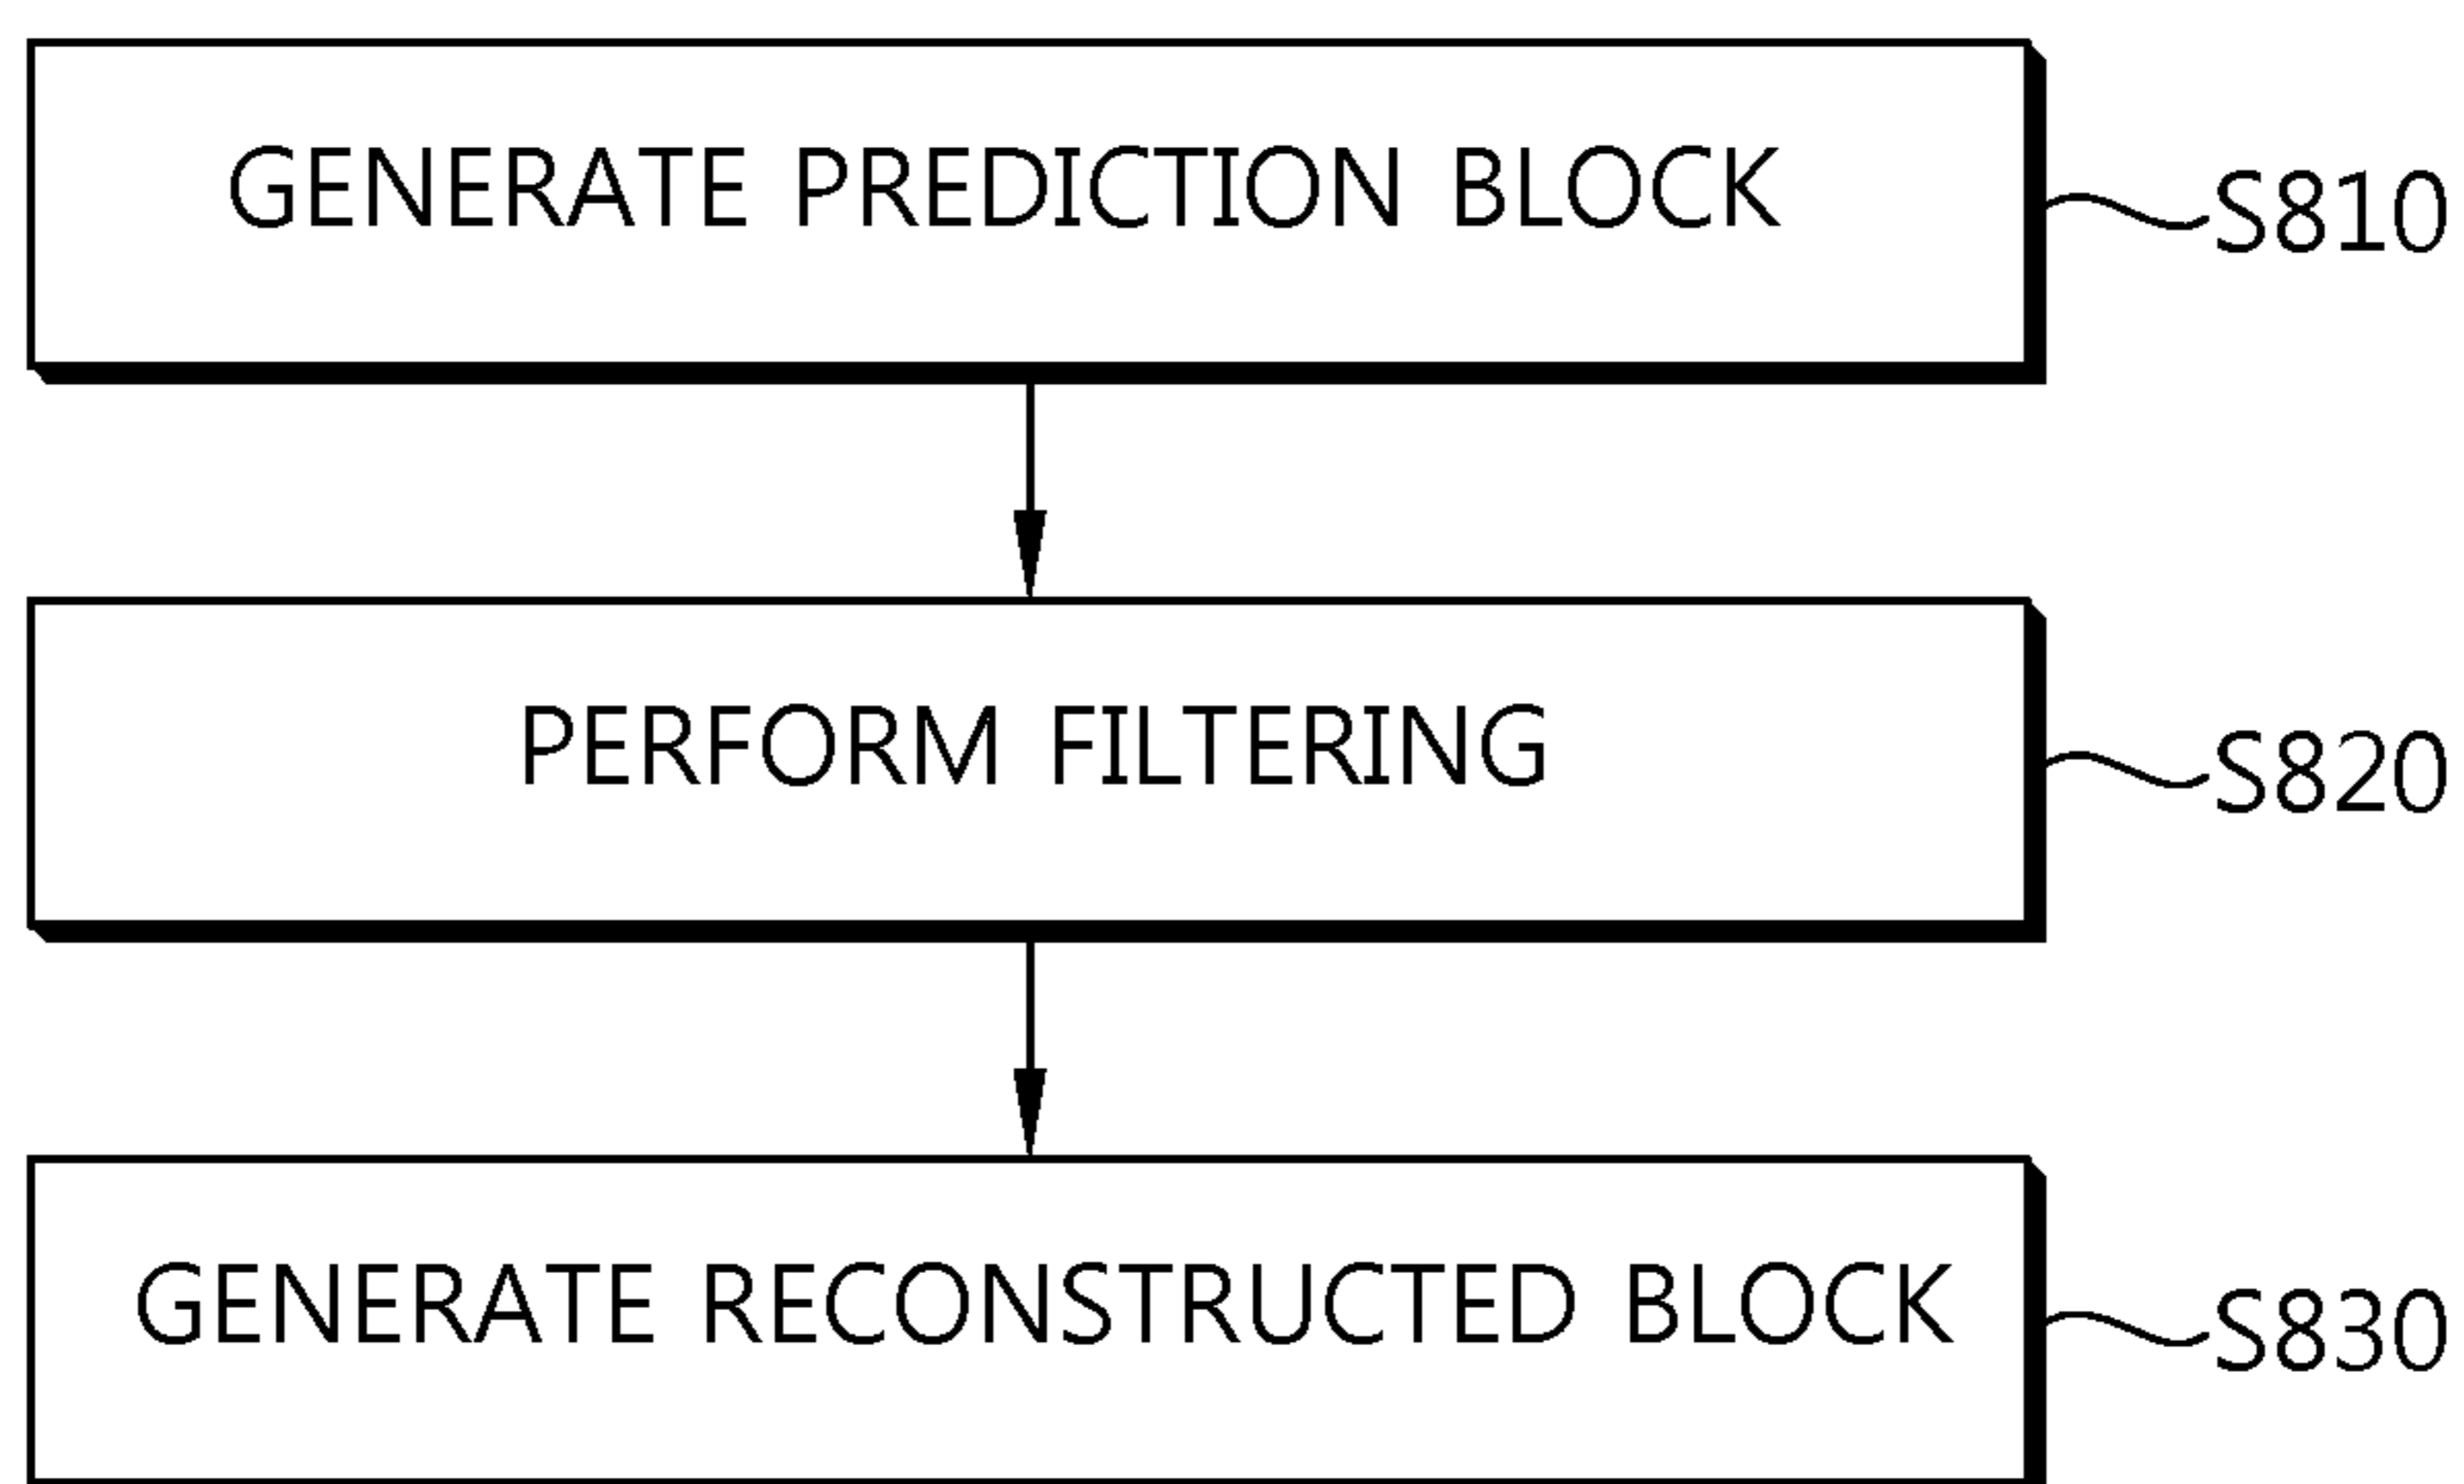 GENERATE PREDICTION BLOCK
S810
PERFORM FILTERING
S820
GENERATE RECONSTRUCTED BLOCK
S830